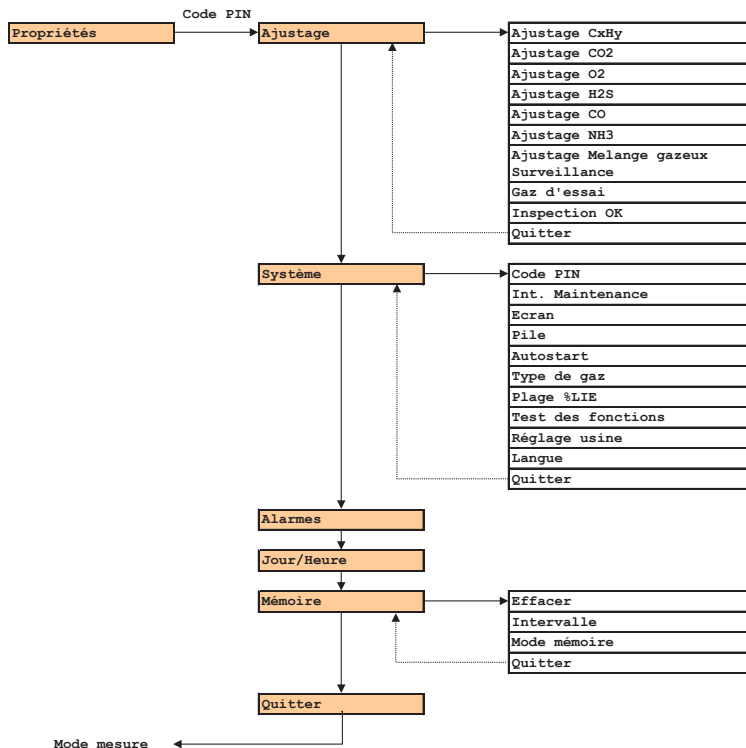 Code PIN
Propriétés
Ajustage
Ajustage CxHy
Ajustage CO2
Ajustage O2
Ajustage H2S
Ajustage CO
Ajustage NH3
Ajustage Melange gazeux
Surveillance
Gaz d'essai
Inspection OK
Quitter
Système
Code PIN
Int. Maintenance
Ecran
Pile
Autostart
Type de gaz
Plage %LIE
Test des fonctions
Réglage usine
Langue
Quitter
Alarmes
Jour/Heure
Mémoire
Effacer
Intervalle
Mode mémoire
Quitter
Quitter
Mode mesure